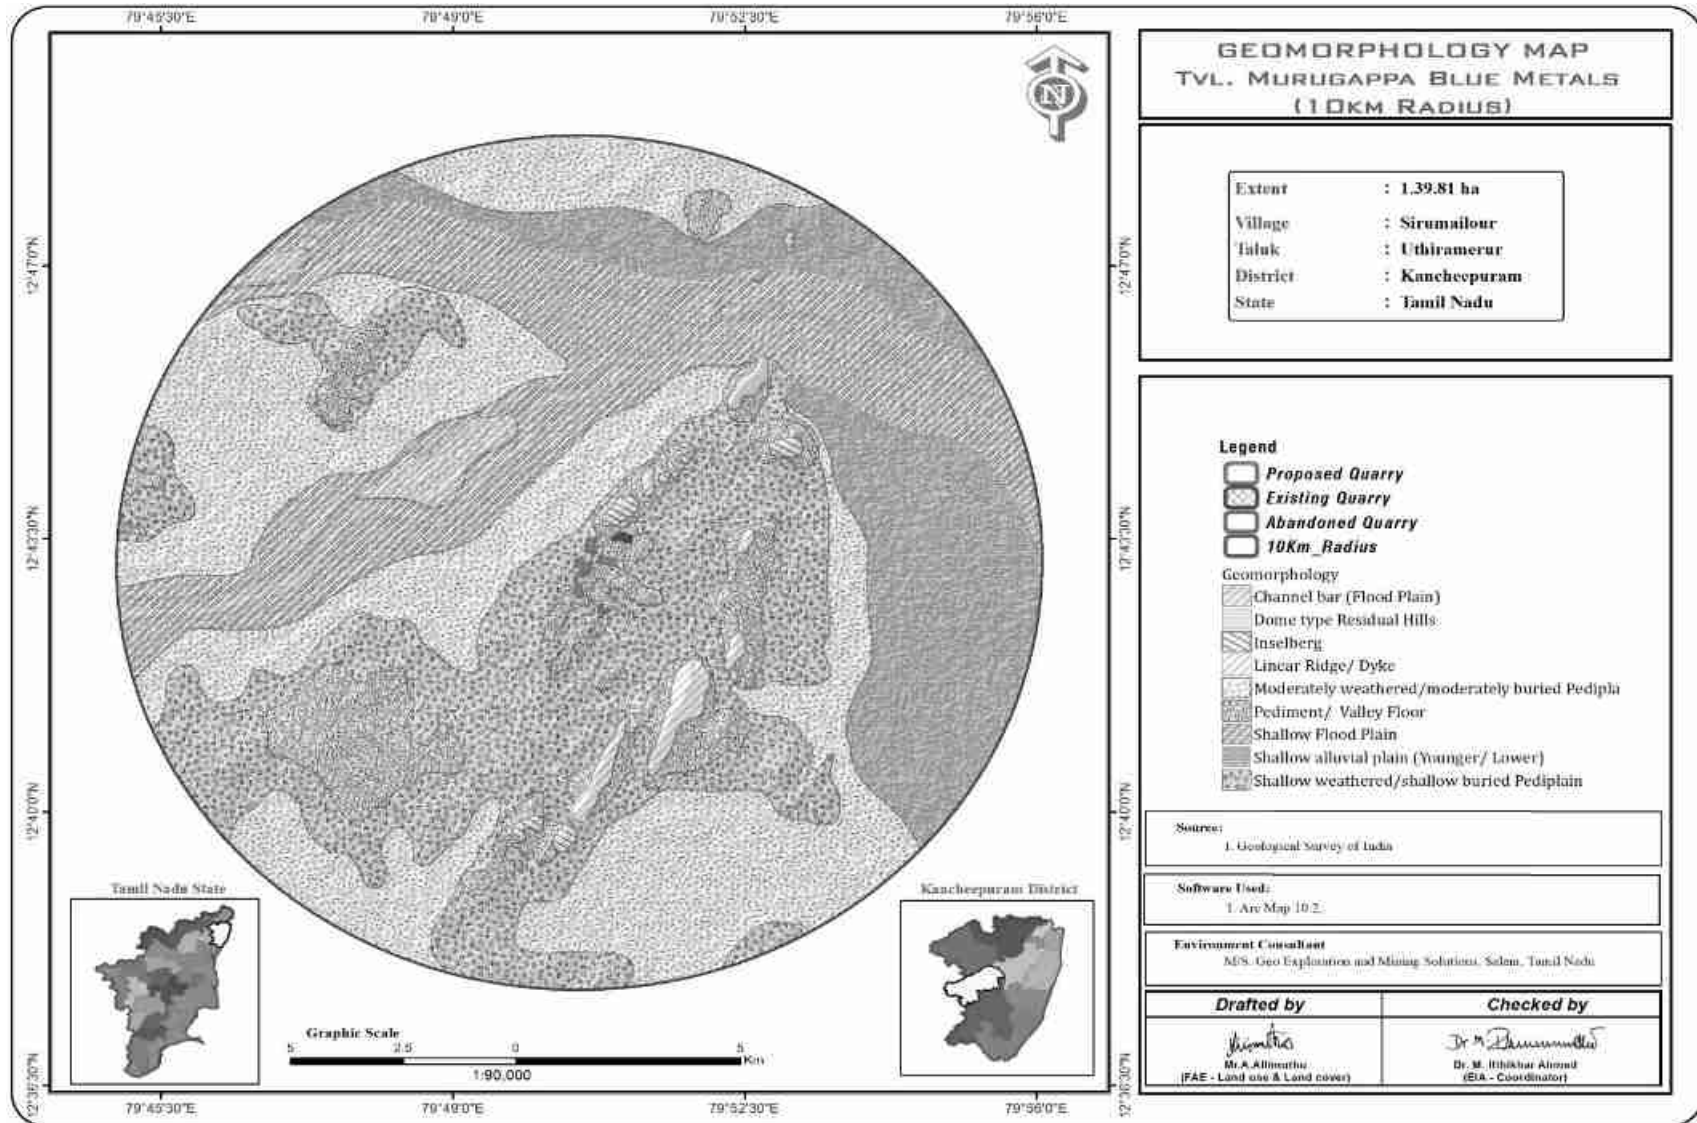 79°45'30"E 79°49'0"E 79°52'30"E 79°56'0"E
N
12°47'0"N 12°47'0"N
12°43'30"N 12°43'30"N
12°40'0"N 12°40'0"N
12°36'30"N 12°36'30"N
Tamil Nadu State
Kancheepuram District
Graphic Scale
5 2.5 0 5
Km
1:90,000
79°45'30"E 79°49'0"E 79°52'30"E 79°56'0"E
GEOMORPHOLOGY MAP
TVL. MURUGAPPA BLUE METALS
(10KM RADIUS)
Extent : 1.39.81 ha
Village : Sirumailour
Taluk : Uthiramerur
District : Kancheepuram
State : Tamil Nadu
Legend
Proposed Quarry
Existing Quarry
Abandoned Quarry
10Km_Radius
Geomorphology
Channel bar (Flood Plain)
Dome type Residual Hills
Inselberg
Linear Ridge/ Dyke
Moderately weathered/moderately buried Pedipla
Pediment/ Valley Floor
Shallow Flood Plain
Shallow alluvial plain (Younger/ Lower)
Shallow weathered/shallow buried Pediplain
Source:
1. Geological Survey of India
Software Used:
1. Arc Map 10.2.
Environment Consultant
M/S. Geo Exploration and Mining Solutions, Salem, Tamil Nadu
Drafted by Checked by
Dr M
Mr.A.Allimuthu Dr. M. Ifthikhar Ahmed
(FAE - Land use & Land cover) (EIA - Coordinator)